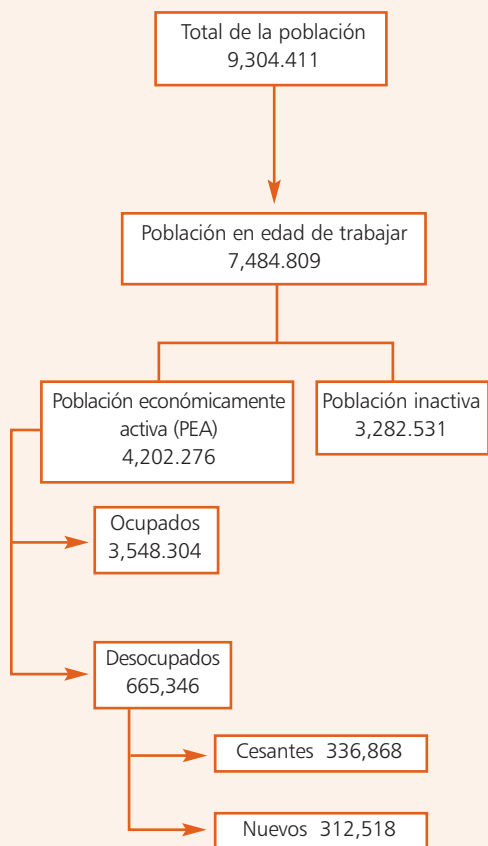 Total de la población
9,304.411
Población en edad de trabajar
7,484.809
Población económicamente
activa (PEA)
4,202.276
Población inactiva
3,282.531
Ocupados
3,548.304
Desocupados
665,346
Cesantes 336,868
Nuevos 312,518